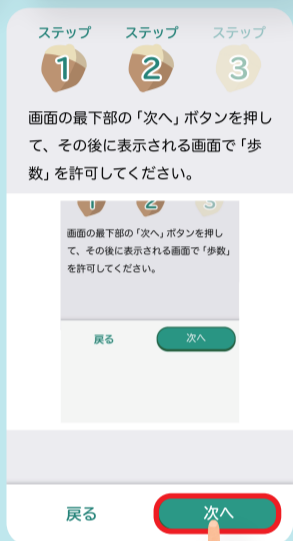 ステップ ステップ ステップ
1 2 3
画面の最下部の「次へ」ボタンを押し
て、その後に表示される画面で「歩
数」を許可してください。
1 2 3
画面の最下部の「次へ」ボタンを押し
て、その後に表示される画面で「歩数」
を許可してください。
戻る 次へ
戻る 次へ